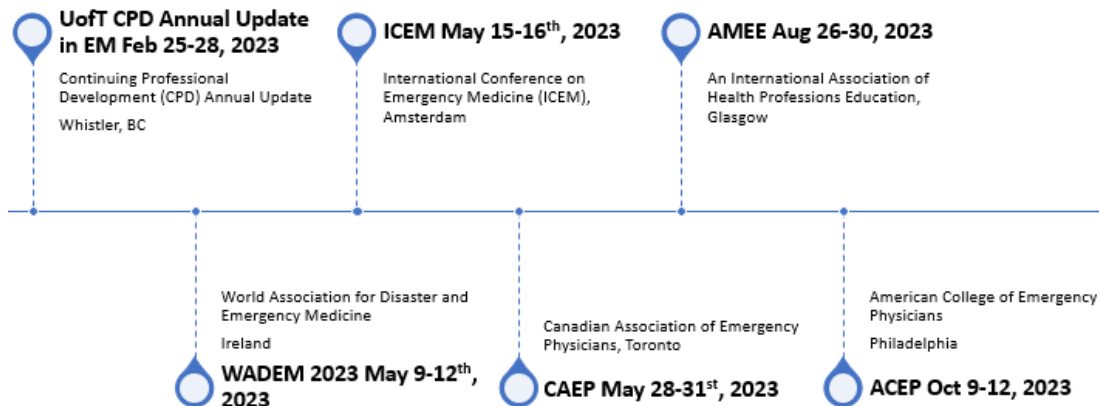 UofT CPD Annual Update
in EM Feb 25-28, 2023
Continuing Professional
Development (CPD) Annual Update
Whistler, BC
ICEM May 15-16th, 2023
International Conference on
Emergency Medicine (ICEM),
Amsterdam
AMEE Aug 26-30, 2023
An International Association of
Health Professions Education,
Glasgow
World Association for Disaster and
Emergency Medicine
Ireland
WADEM 2023 May 9-12th,
2023
Canadian Association of Emergency
Physicians, Toronto
CAEP May 28-31st, 2023
American College of Emergency
Physicians
Philadelphia
ACEP Oct 9-12, 2023